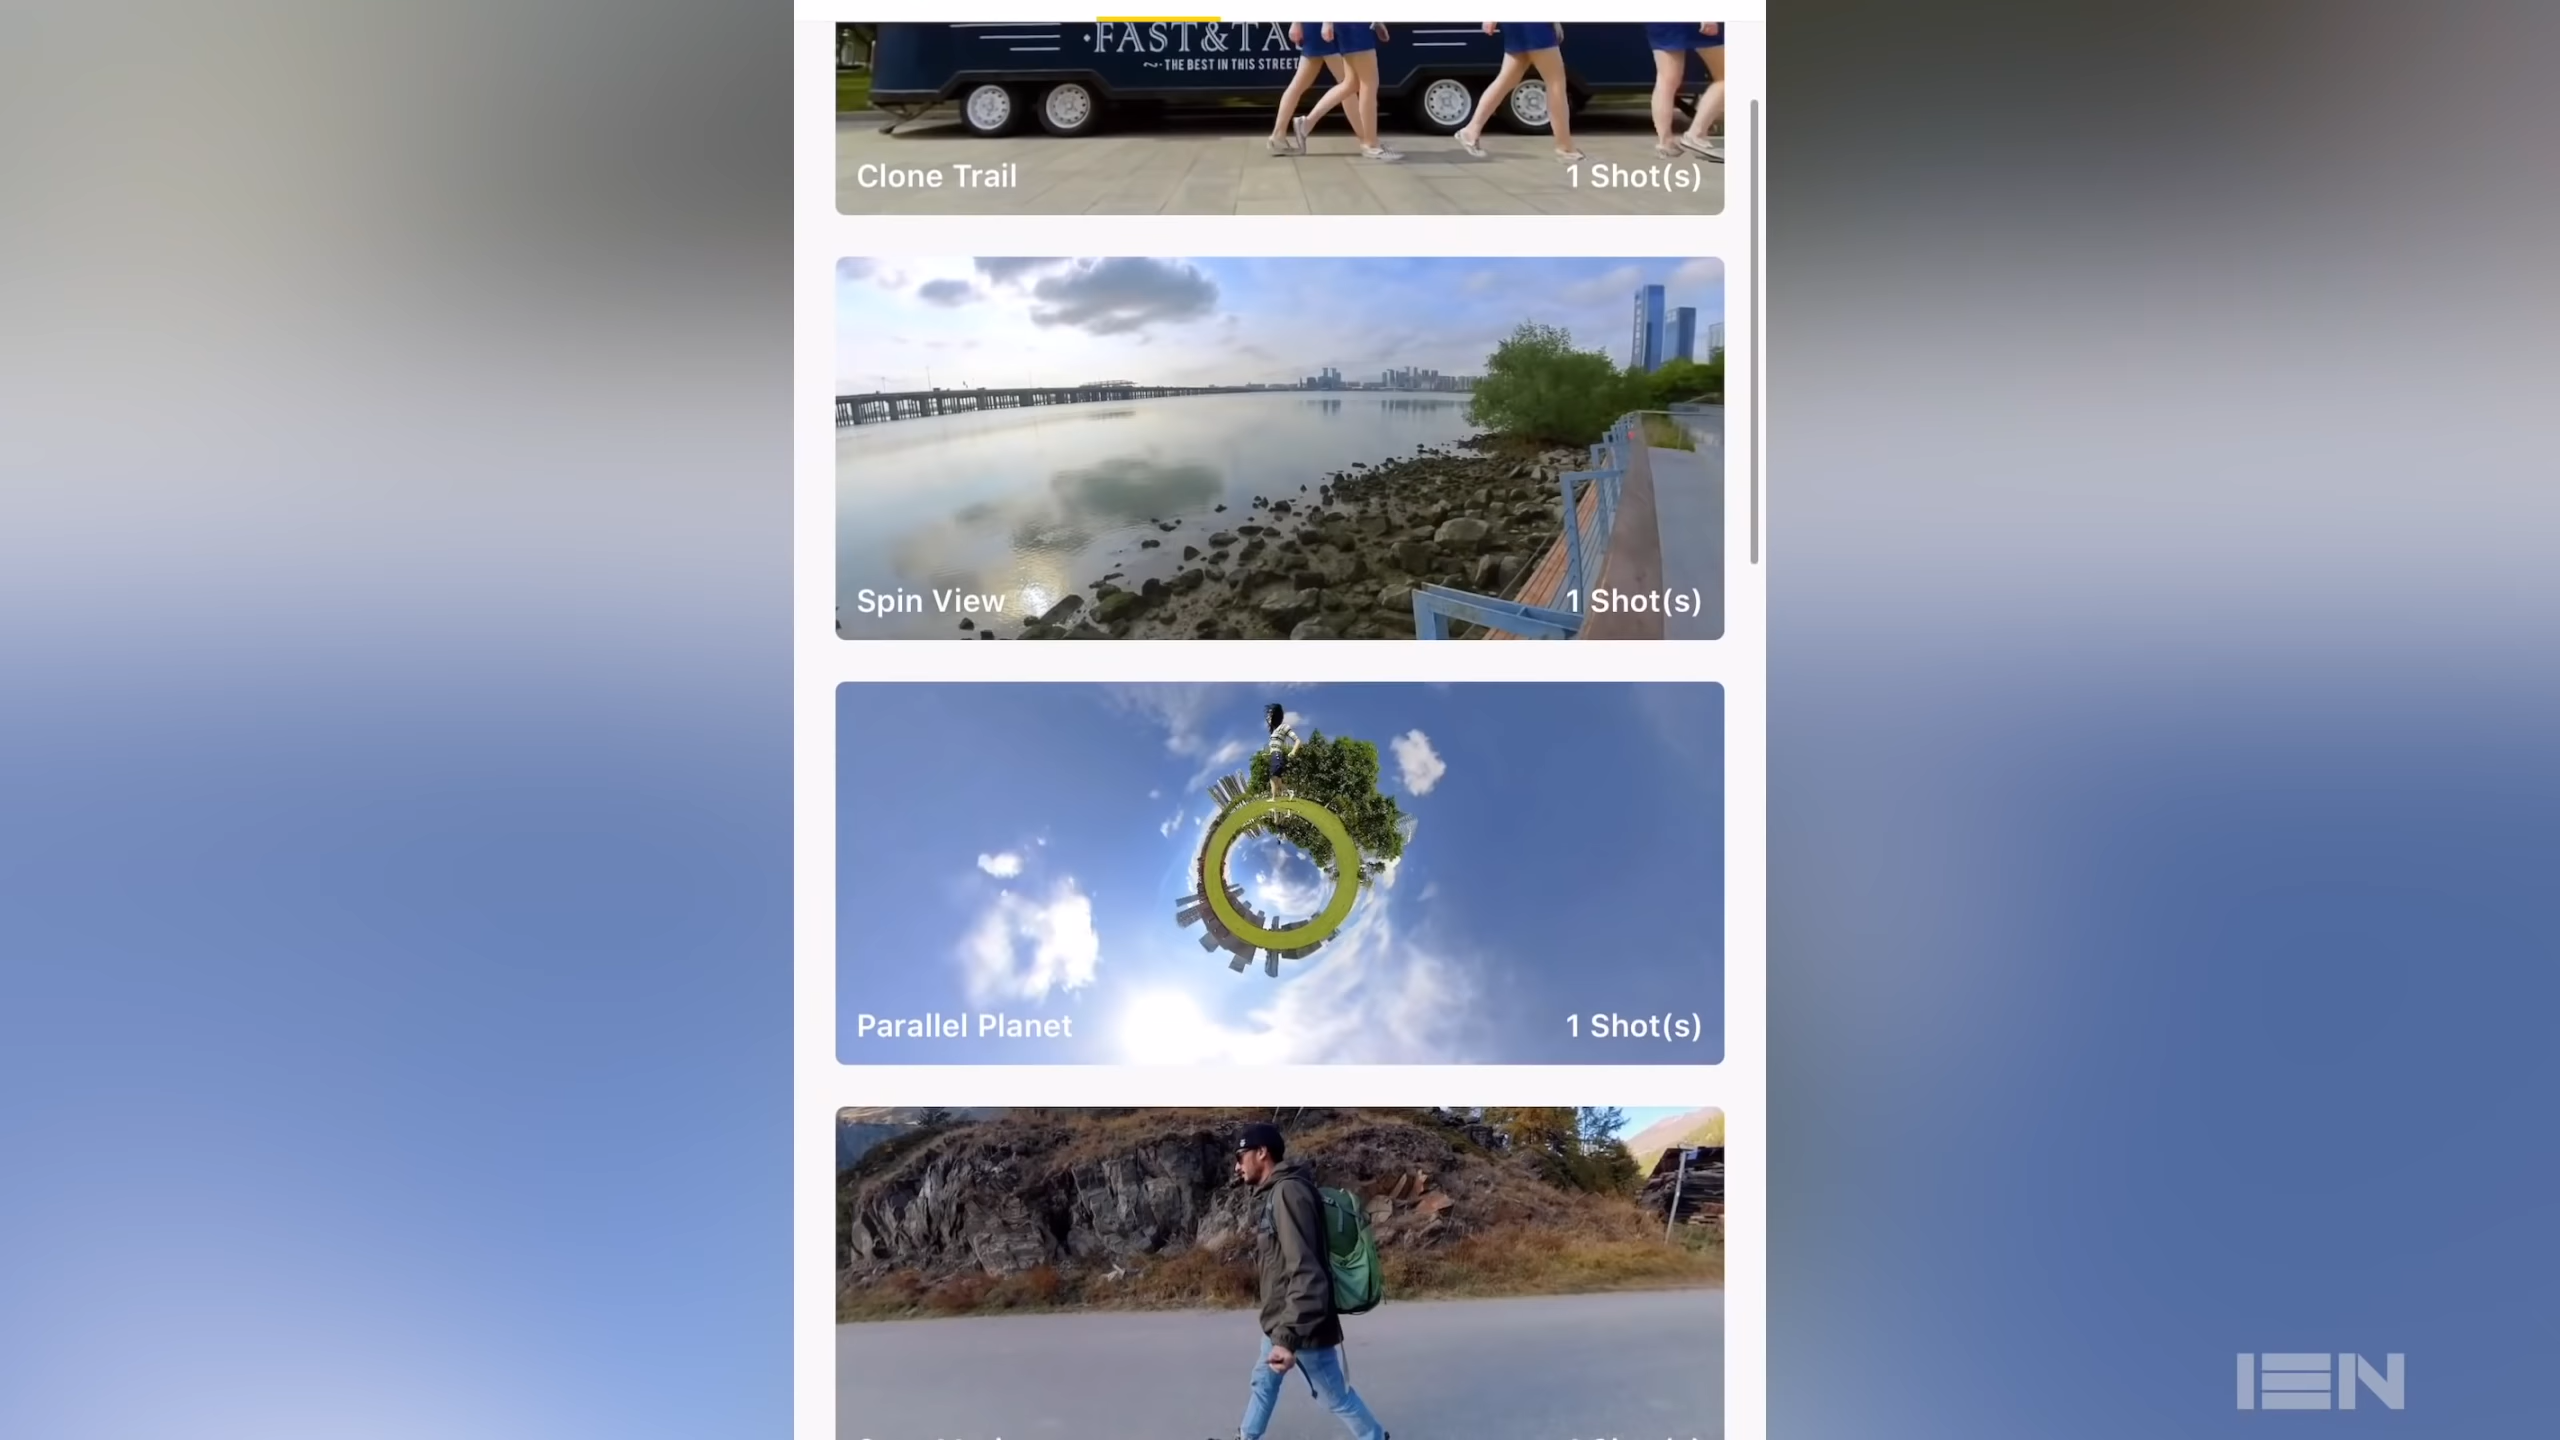 FAST&TA
THE BEST IN THIS STREET
Clone Trail
1 Shot(s)
Spin View
1 Shot(s)
Parallel Planet
1 Shot(s)
IEN